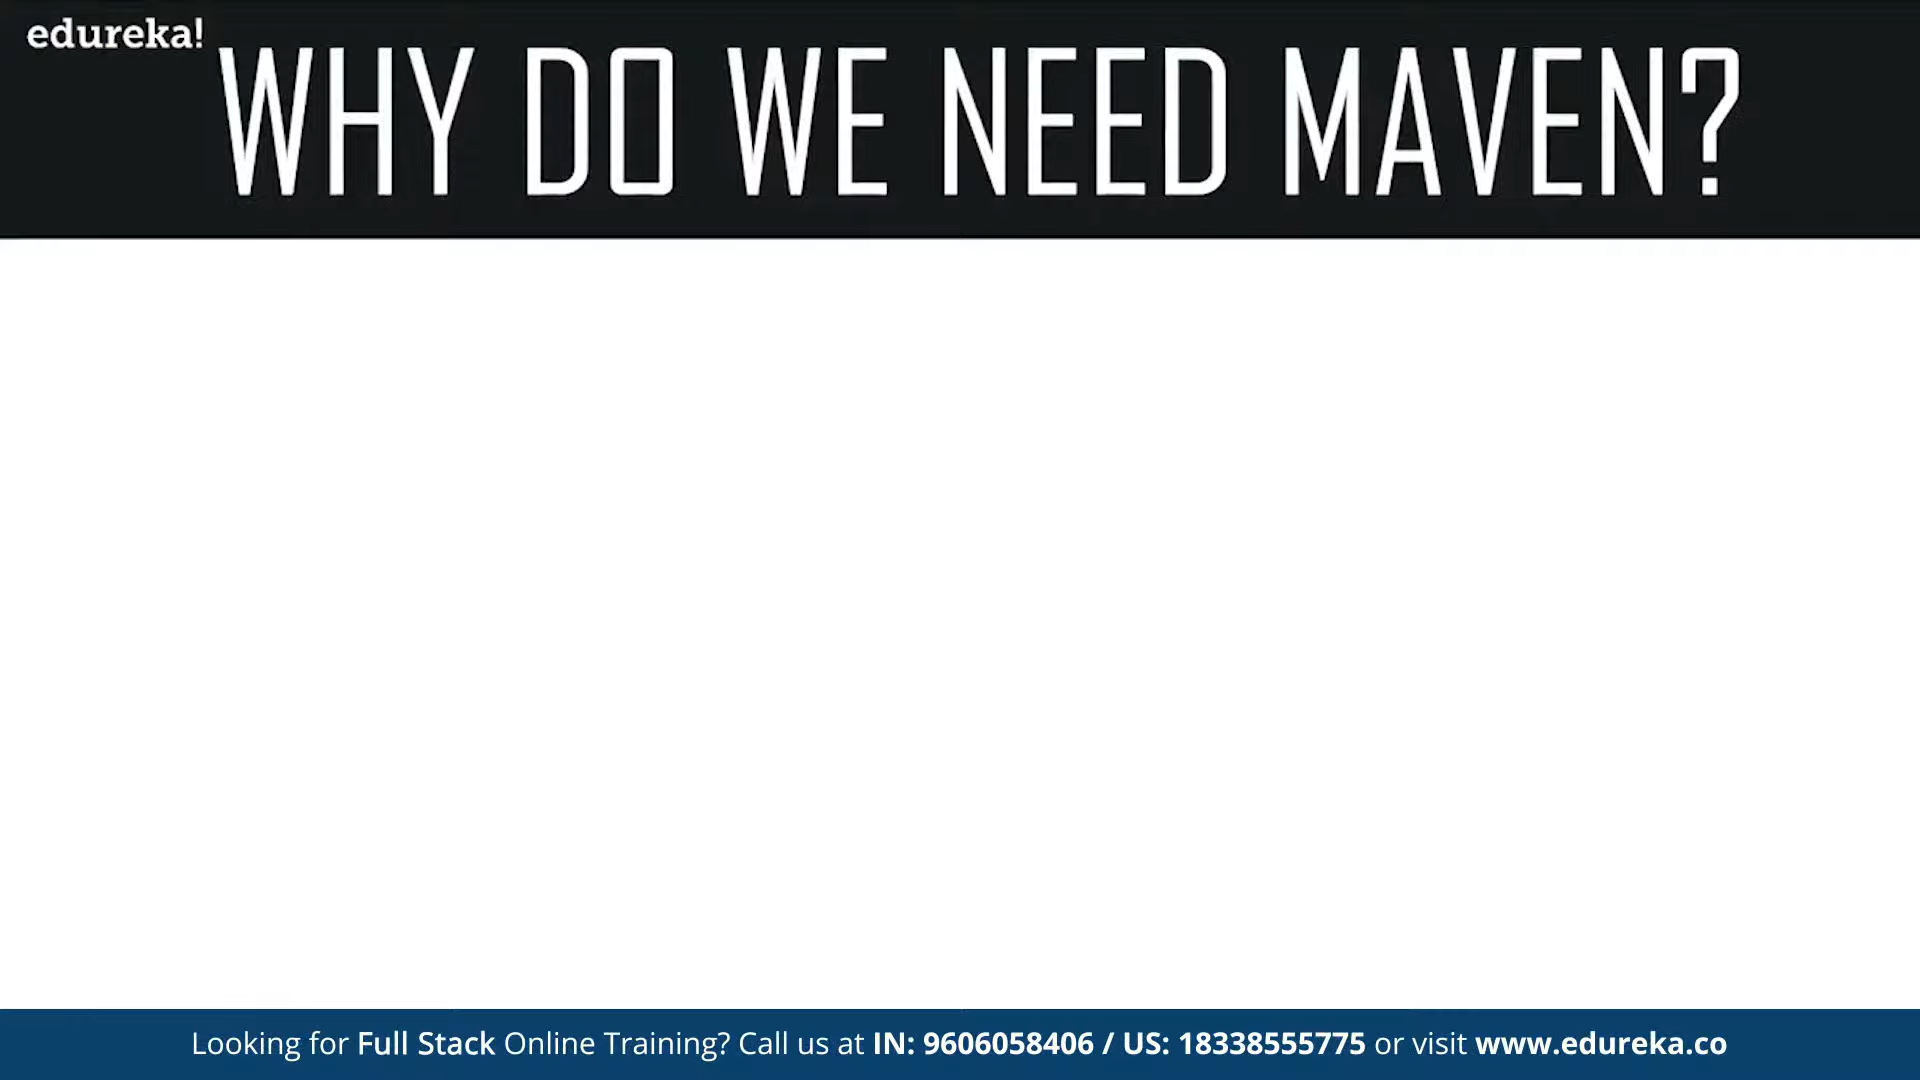 edureka!
WHY DO WE NEED MAVEN?
Looking for Full Stack Online Training? Call us at IN: 9606058406 / US: 18338555775 or visit www.edureka.co